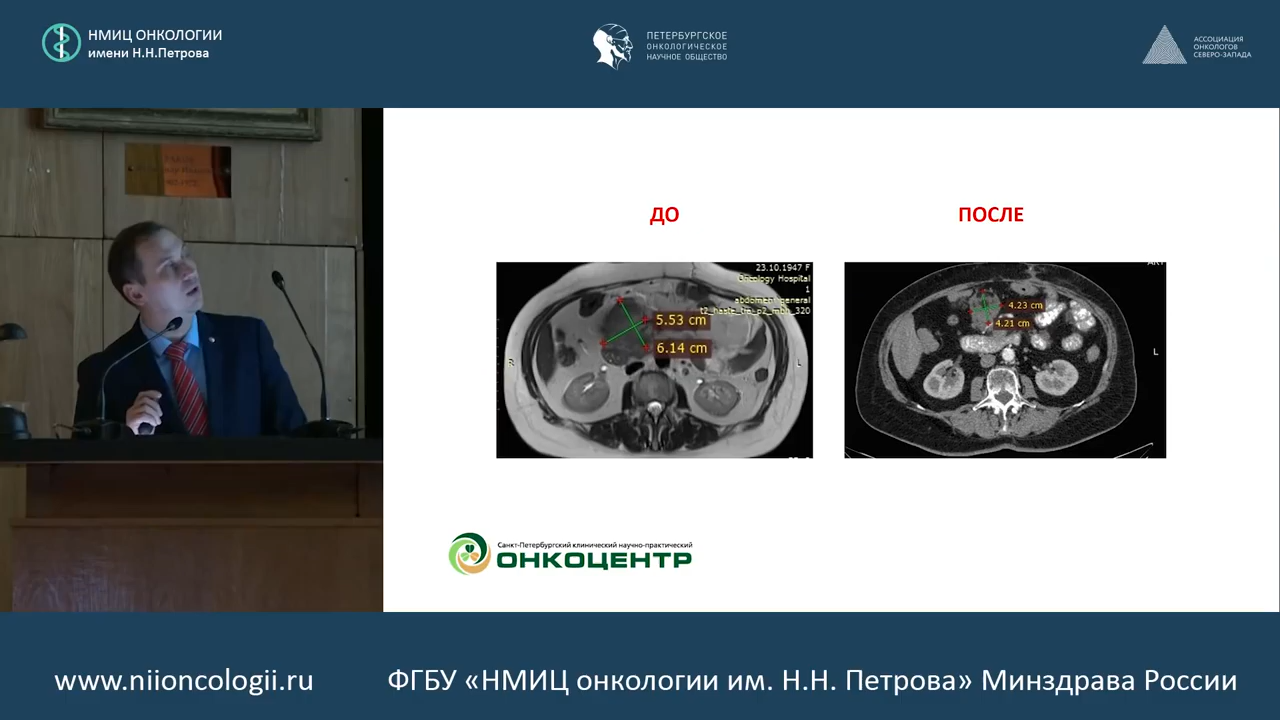 НМИЦ ОНКОЛОГИИ
имени Н.Н.Петрова
ПЕТЕРБУРГСКОЕ
ОНКОЛОГИЧЕСКОЕ
НАУЧНОЕ ОБЩЕСТВО
АССОЦИАЦИЯ
ОНКОЛОГОВ
СЕВЕРО-ЗАПАДА
ДО
ПОСЛЕ
23.10.1947 F
Oncology Hospital
1
abdomen general
5.53 cm
6.14 cm
R
L
4.23 cm
4.21 cm
L
Санкт-Петербургский клинический научно-практический
ОНКОЦЕНТР
www.niioncologii.ru
ФГБУ «НМИЦ онкологии им. Н.Н. Петрова» Минздрава России